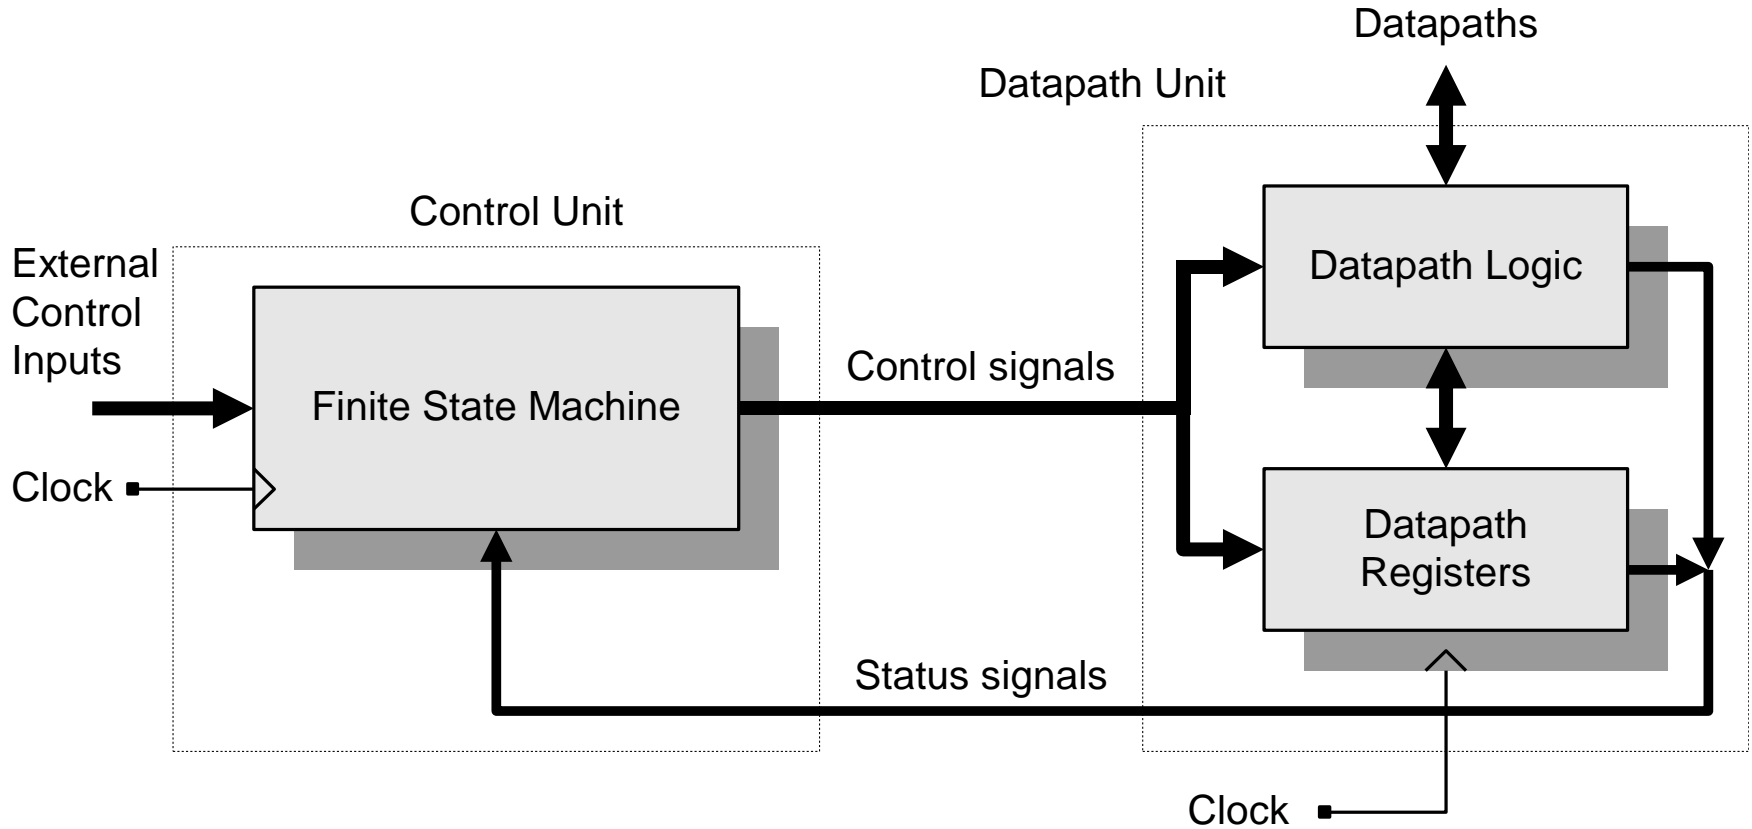 Datapaths
Datapath Unit
Control Unit
External
Control
Inputs
Datapath Logic
Control signals
Finite State Machine
Clock
Datapath
Registers
Status signals
Clock